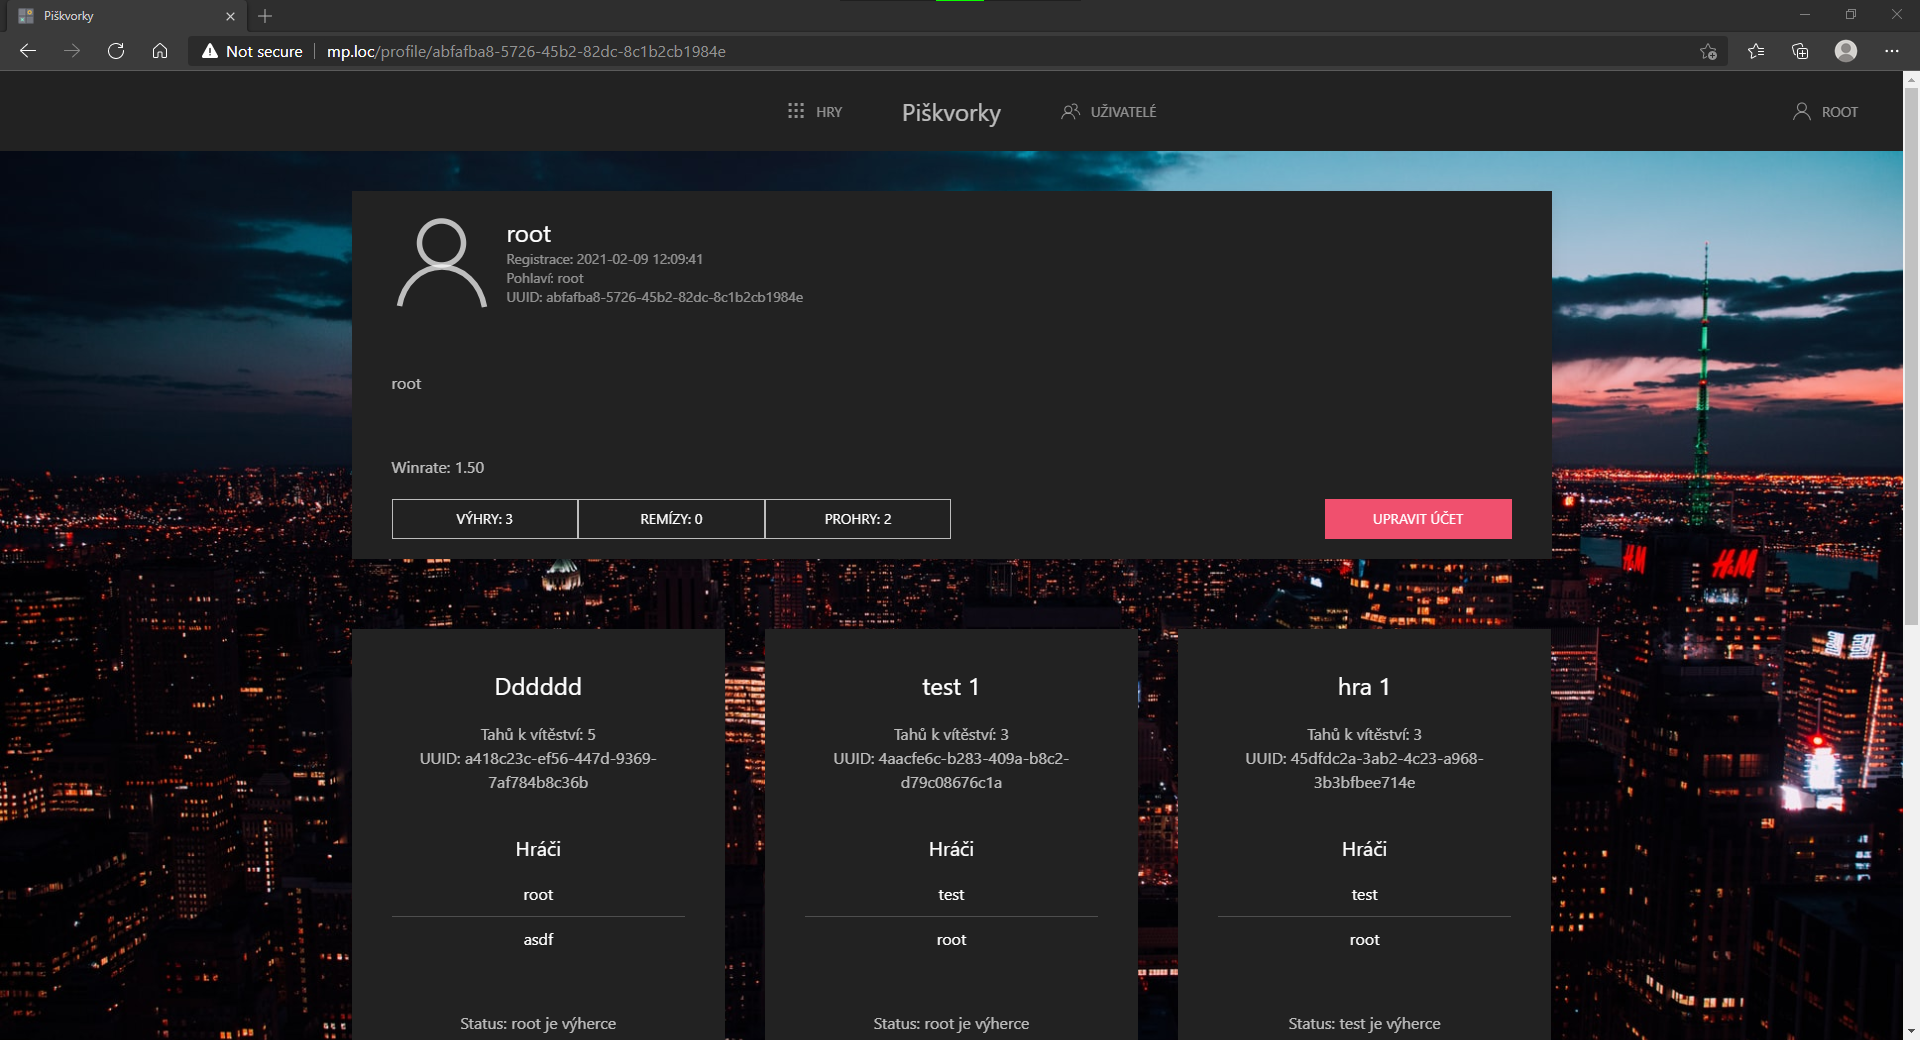 Piškvorky
Not secure
mp.loc/profile/abfafba8-5726-45b2-82dc-8c1b2cb1984e
HRY
Piškvorky
UŽIVATELÉ
ROOT
root
Registrace: 2021-02-09 12:09:41
Pohlaví: root
UUID: abfafba8-5726-45b2-82dc-8c1b2cb1984e
root
Winrate: 1.50
VÝHRY: 3
REMÍZY: 0
PROHRY: 2
UPRAVIT ÚČET
H&M
H&M
Dddddd
Tahů k vítěství: 5
UUID: a418c23c-ef56-447d-9369-
7af784b8c36b
Hráči
root
asdf
Status: root je výherce
test 1
Tahů k vítěství: 3
UUID: 4aacfe6c-b283-409a-b8c2-
d79c08676c1a
Hráči
test
root
Status: root je výherce
hra 1
Tahů k vítěství: 3
UUID: 45dfdc2a-3ab2-4c23-a968-
3b3bfbee714e
Hráči
test
root
Status: test je výherce